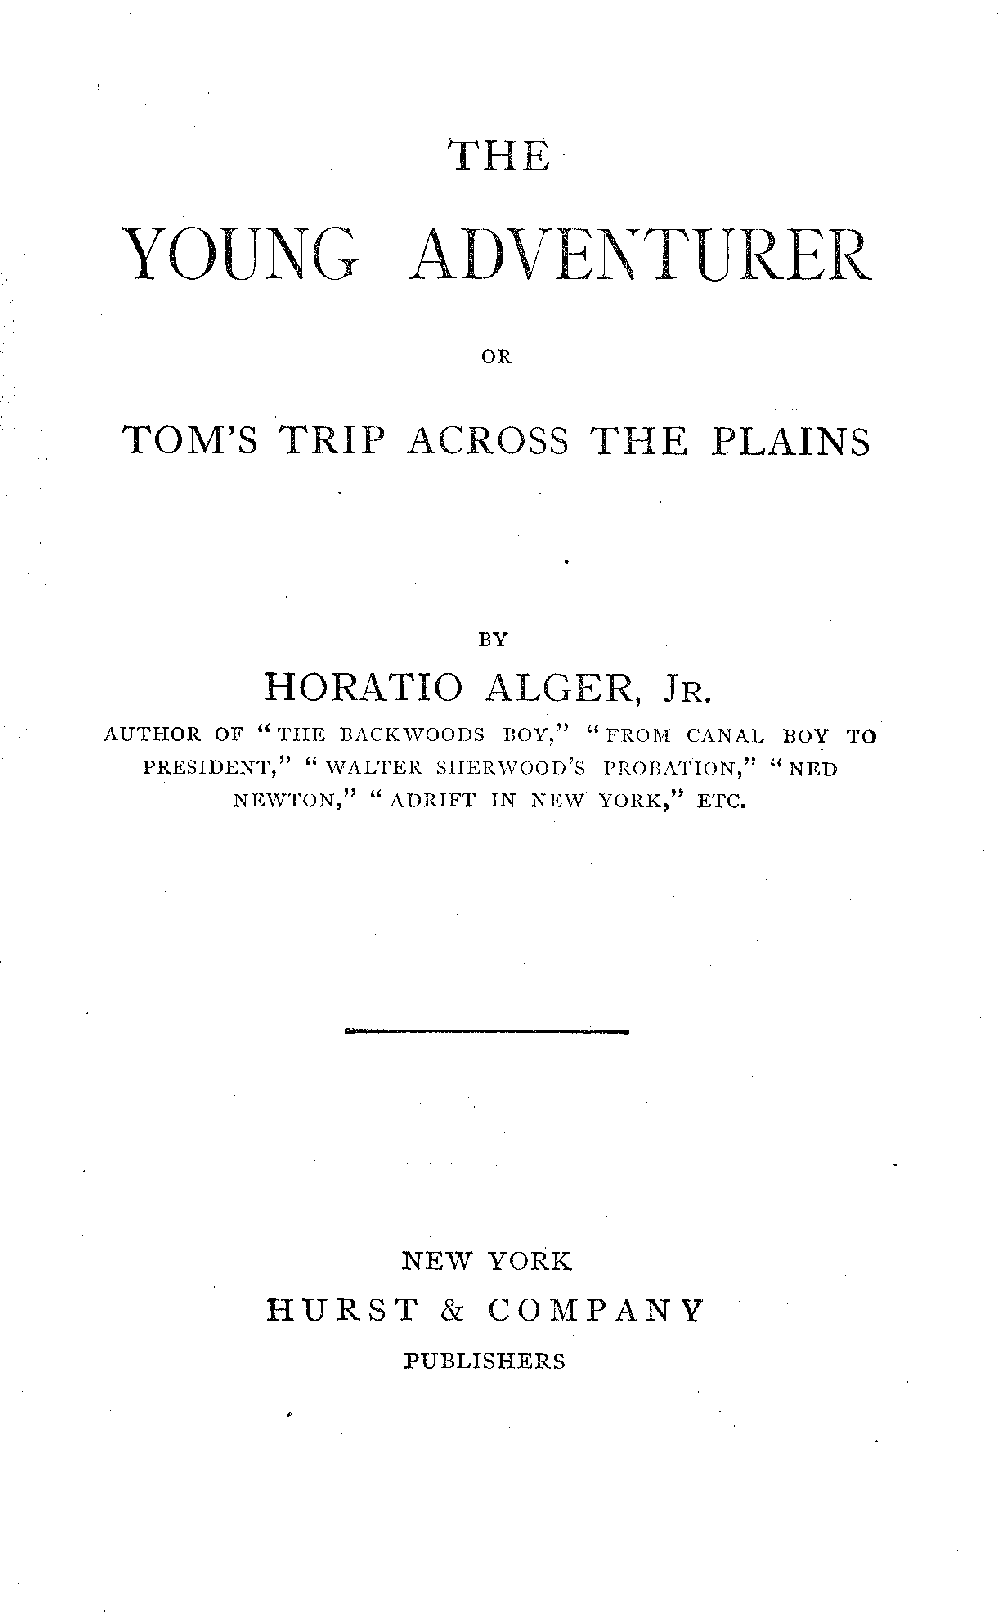 THE
YOUNG ADVENTURER
OR
TOM'S TRIP ACROSS THE PLAINS
BY
HORATIO ALGER, JR.
AUTHOR OF "THE BACKWOODS BOY," "FROM CANAL BOY TO
PRESIDENT," "WALTER SHERWOOD'S PROBATION," "NED
NEWTON," "ADRIFT IN NEW YORK," ETC.
NEW YORK
HURST & COMPANY
PUBLISHERS